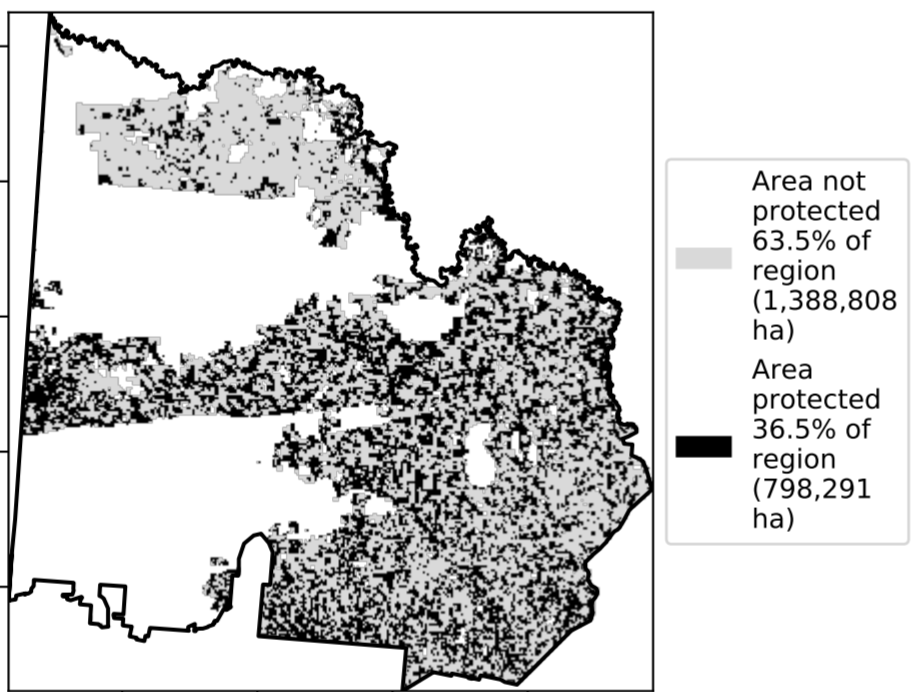 Area not
protected
63.5% of
region
(1,388,808
ha)
Area
protected
36.5% of
region
(798,291
ha)